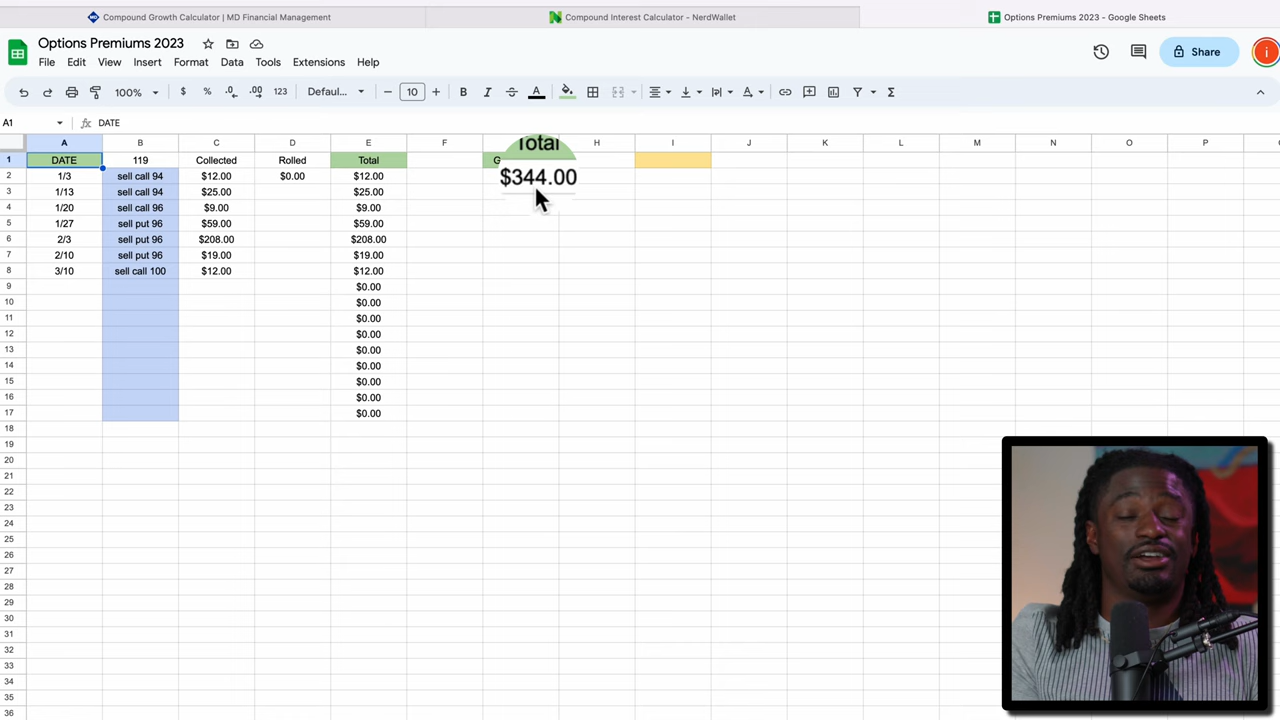 Compound Growth Calculator | MD Financial Management
Compound Interest Calculator - NerdWallet
Options Premiums 2023 - Google Sheets
Options Premiums 2023
Share
i
File Edit View Insert Format Data Tools Extensions Help
100% $ % .0 .00 123 Defaul... 10 B I S A
A1 fx DATE
A B C D E F H I J K L M N O P
1 DATE 119 Collected Rolled Total G Total
2 1/3 sell call 94 $12.00 $0.00 $12.00 $344.00
3 1/13 sell call 94 $25.00 $25.00
4 1/20 sell call 96 $9.00 $9.00
5 1/27 sell put 96 $59.00 $59.00
6 2/3 sell put 96 $208.00 $208.00
7 2/10 sell put 96 $19.00 $19.00
8 3/10 sell call 100 $12.00 $12.00
9 $0.00
10 $0.00
11 $0.00
12 $0.00
13 $0.00
14 $0.00
15 $0.00
16 $0.00
17 $0.00
18
19
20
21
22
23
24
25
26
27
28
29
30
31
32
33
34
35
36